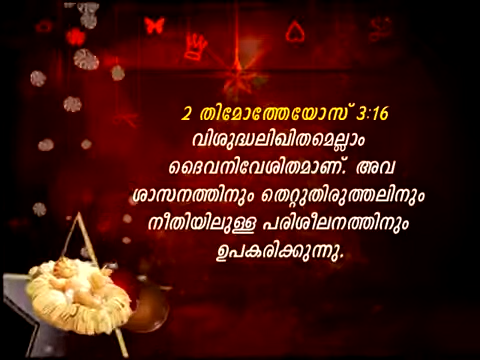 2 തിമോത്തേയോസ് 3:16
വിശുദ്ധലിഖിതമെല്ലാം
ദൈവനിവേശിതമാണ്. അവ
ശാസനത്തിനും തെറ്റുതിരുത്തലിനും
നീതിയിലുള്ള പരിശീലനത്തിനും
ഉപകരിക്കുന്നു.